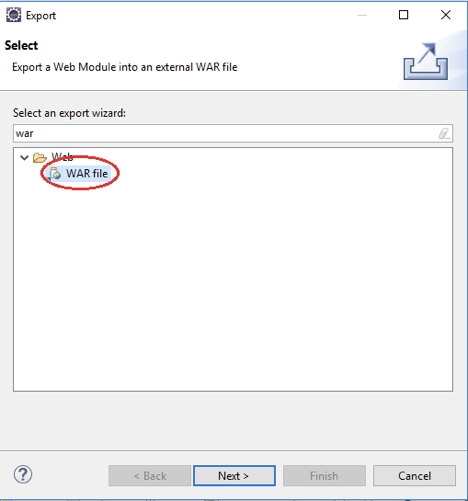 Export
Select
Export a Web Module into an external WAR file
Select an export wizard:
war
Web
WAR file
? < Back Next > Finish Cancel